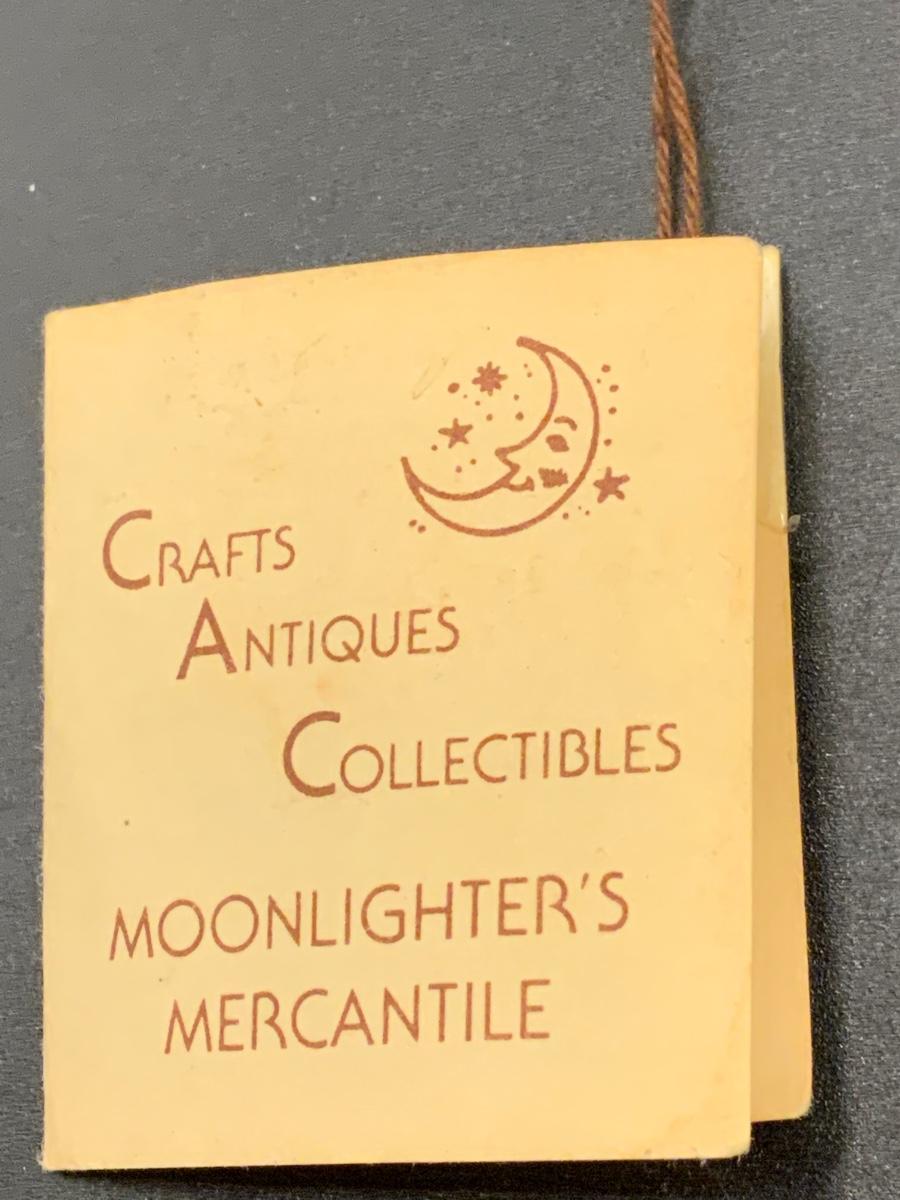 CRAFTS
ANTIQUES
COLLECTIBLES
MOONLIGHTER'S
MERCANTILE